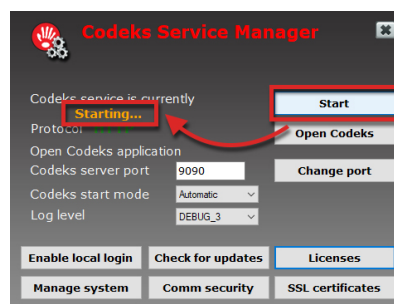 Codeks Service Manager
Codeks service is currently
Starting...
Start
Protocol
Open Codeks
Open Codeks application
Codeks server port 9090
Change port
Codeks start mode Automatic
Log level DEBUG_3
Enable local login Check for updates Licenses
Manage system Comm security SSL certificates